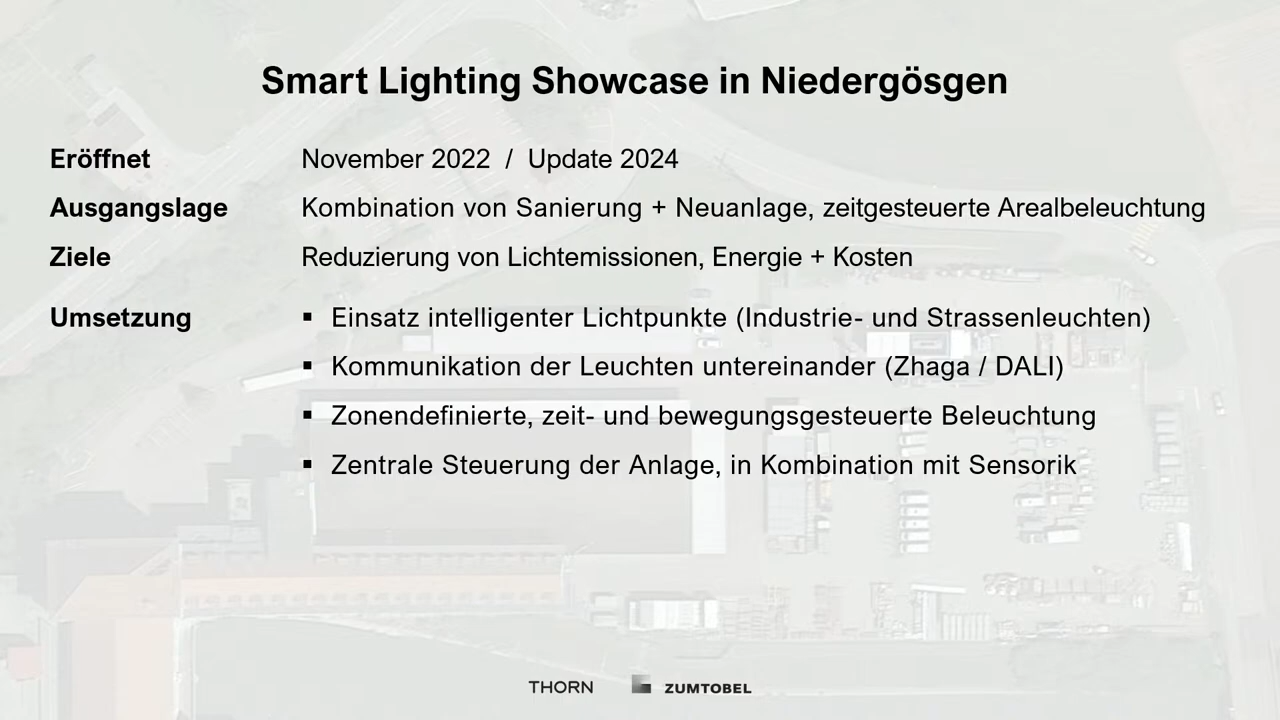 Smart Lighting Showcase in Niedergösgen
Eröffnet November 2022 / Update 2024
Ausgangslage Kombination von Sanierung + Neuanlage, zeitgesteuerte Arealbeleuchtung
Ziele Reduzierung von Lichtemissionen, Energie + Kosten
Umsetzung ▪ Einsatz intelligenter Lichtpunkte (Industrie- und Strassenleuchten)
▪ Kommunikation der Leuchten untereinander (Zhaga / DALI)
▪ Zonendefinierte, zeit- und bewegungsgesteuerte Beleuchtung
▪ Zentrale Steuerung der Anlage, in Kombination mit Sensorik
THORN ZUMTOBEL